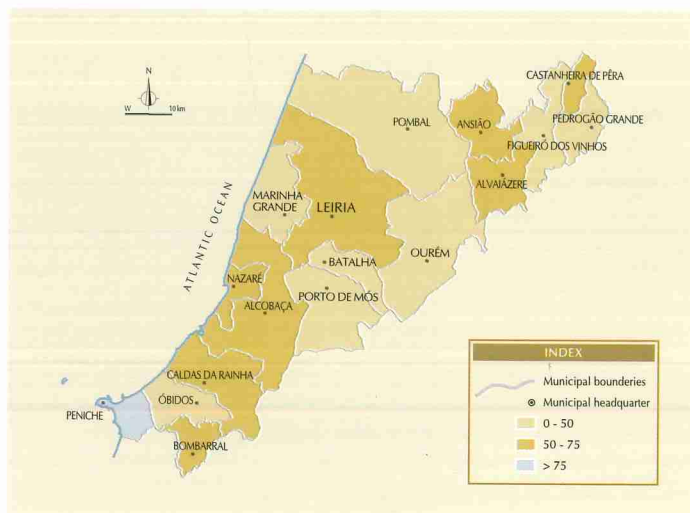 N
W
10 km
ATLANTIC OCEAN
CASTANHEIRA DE PÊRA
POMBAL
ANSIÃO
PEDROGÃO GRANDE
FIGUEIRÓ DOS VINHOS
ALVAIÁZERE
MARINHA
GRANDE
LEIRIA
OURÉM
BATALHA
NAZARÉ
PORTO DE MÓS
ALCOBAÇA
CALDAS DA RAINHA
PENICHE
ÓBIDOS
BOMBARRAL
INDEX
Municipal bounderies
Municipal headquarter
0 - 50
50 - 75
> 75